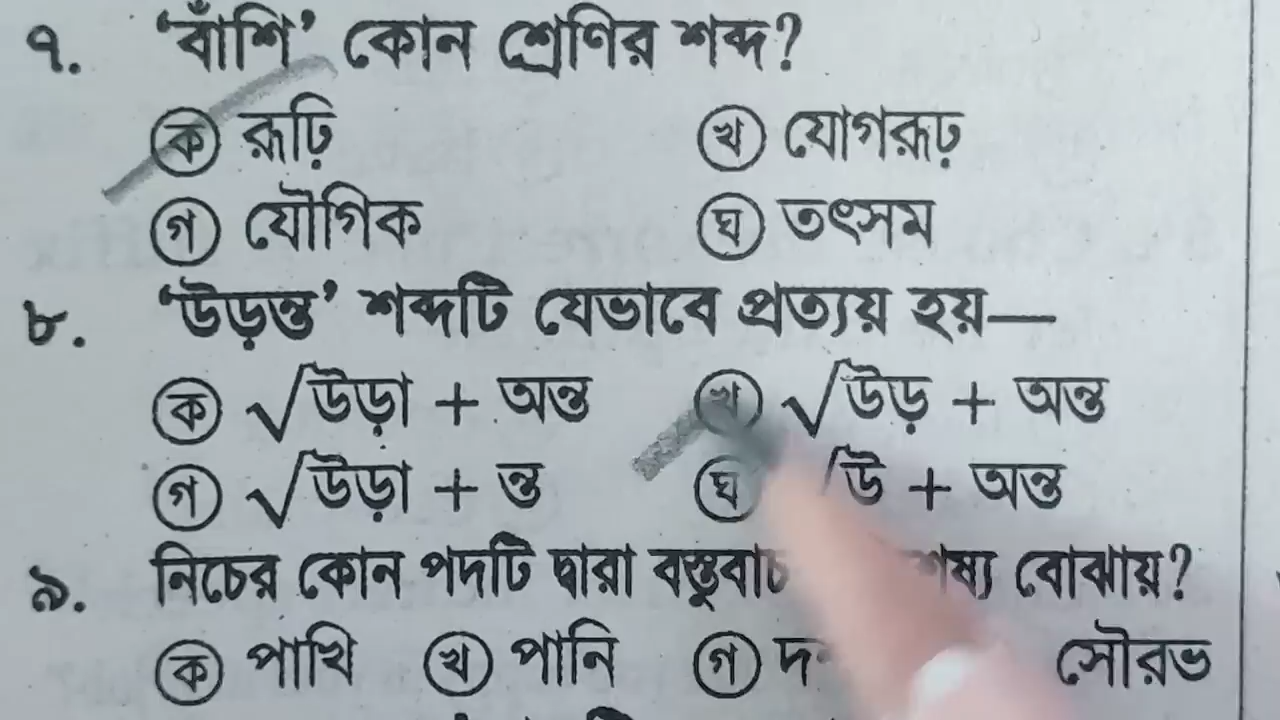 ৭. ‘বাঁশি’ কোন শ্রেণির শব্দ?
ক রূঢ়ি খ যোগরূঢ়
গ যৌগিক ঘ তৎসম
৮. ‘উড়ন্ত’ শব্দটি যেভাবে প্রত্যয় হয়—
ক √উড়া + অন্ত খ √উড় + অন্ত
গ √উড়া + ন্ত ঘ √উ + অন্ত
৯. নিচের কোন পদটি দ্বারা বোঝায়?
ক পাখি খ পানি গ সৌরভ